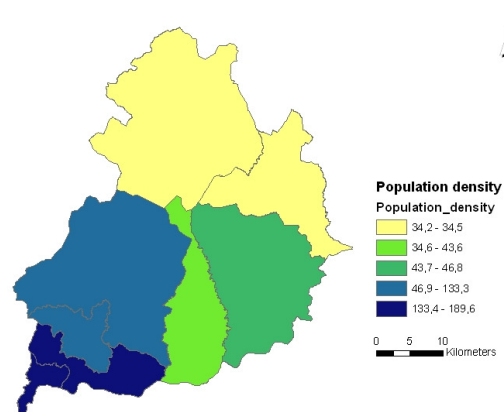 Population density
Population_density
34,2 - 34,5
34,6 - 43,6
43,7 - 46,8
46,9 - 133,3
133,4 - 189,6
0 5 10
Kilometers